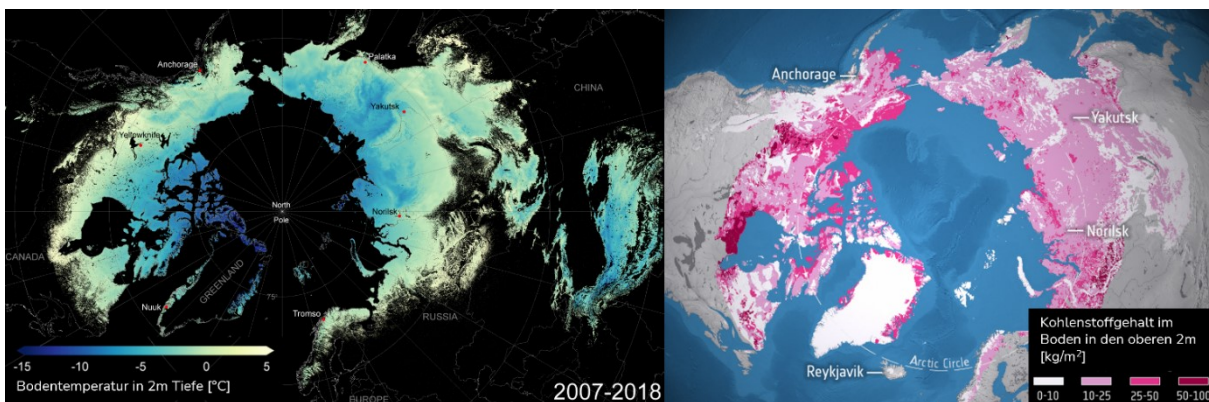 Anchorage
Palatka
CHINA
Yakutsk
Yellowknife
North
Pole
Norilsk
CANADA
GREENLAND
75°
Nuuk
Tromso
RUSSIA
EUROPE
-15 -10 -5 0 5
Bodentemperatur in 2m Tiefe [°C]
2007-2018
Anchorage
Yakutsk
Norilsk
Arctic Circle
Reykjavik
Kohlenstoffgehalt im
Boden in den oberen 2m
[kg/m²]
0-10 10-25 25-50 50-100